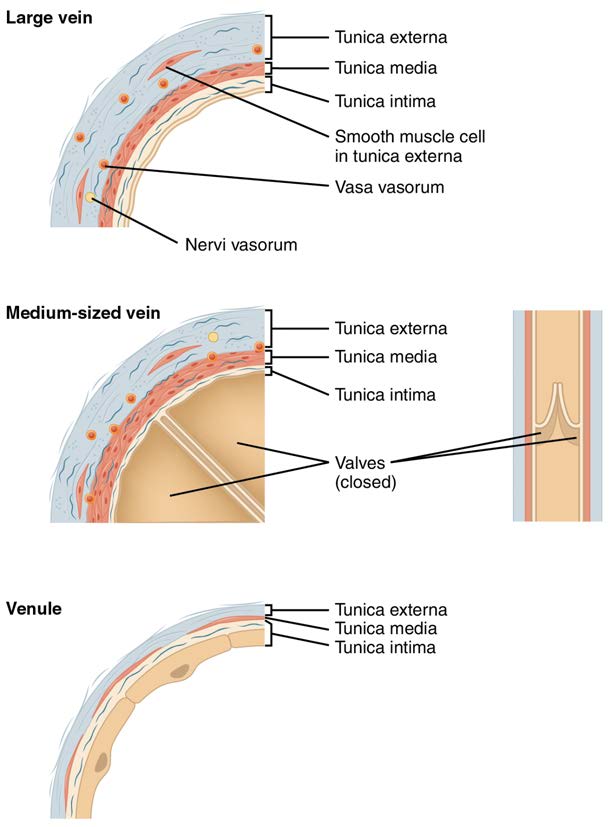 Large vein
Tunica externa
Tunica media
Tunica intima
Smooth muscle cell
in tunica externa
Vasa vasorum
Nervi vasorum
Medium-sized vein
Tunica externa
Tunica media
Tunica intima
Valves
(closed)
Venule
Tunica externa
Tunica media
Tunica intima